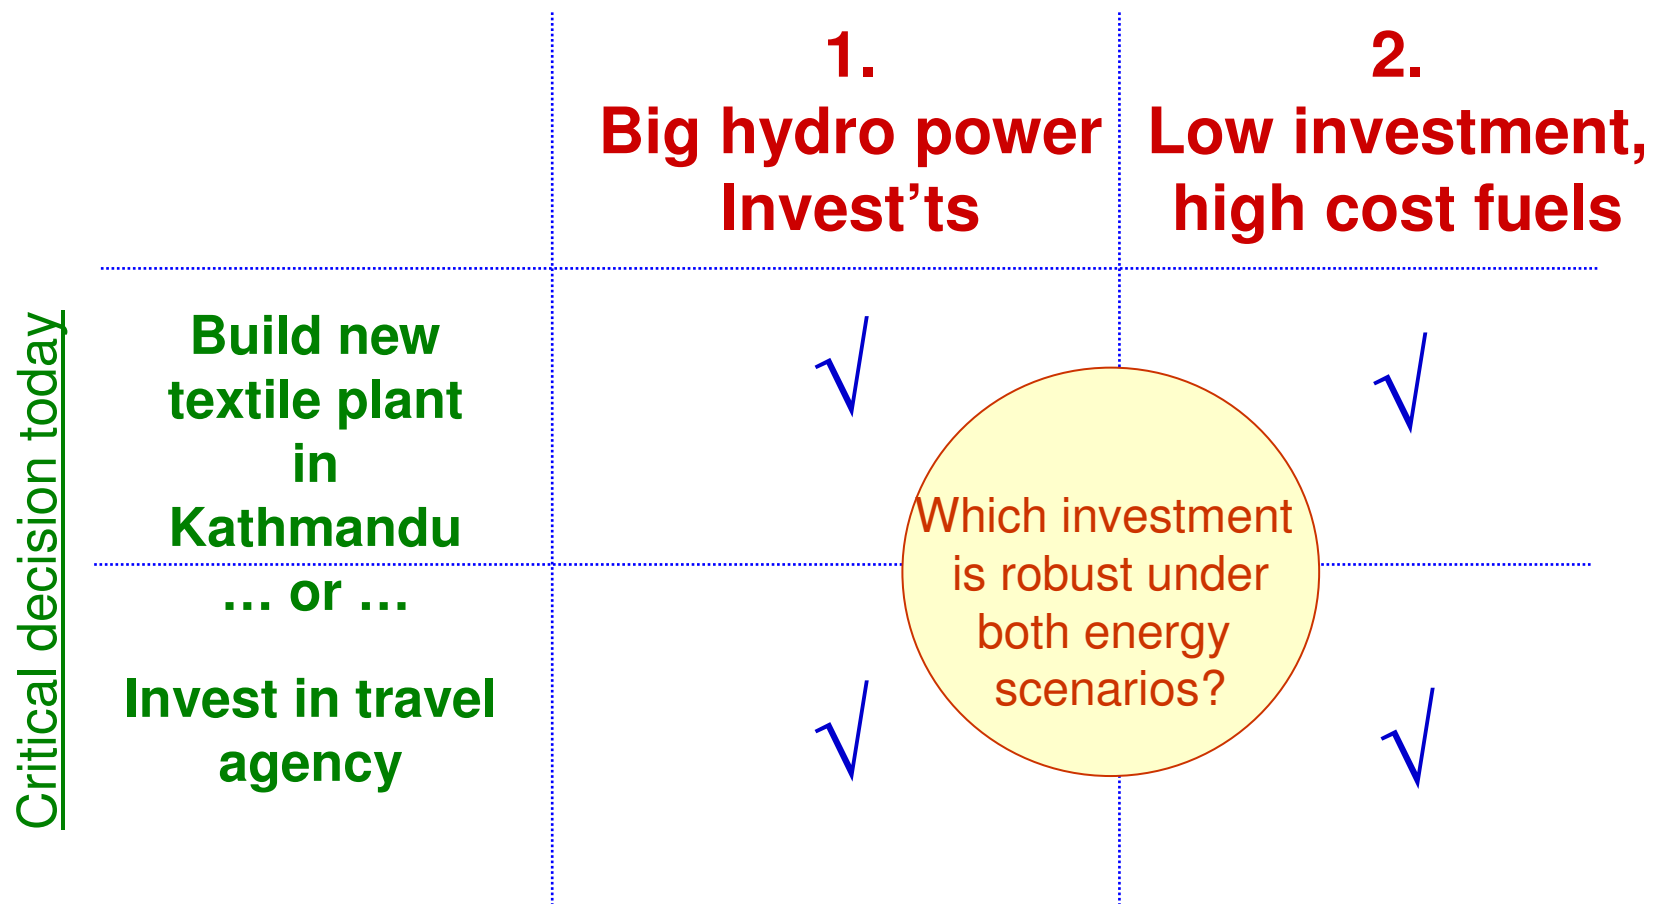 1.
Big hydro power
Invest’ts
2.
Low investment,
high cost fuels
Critical decision today
Build new
textile plant
in
Kathmandu
… or …
Invest in travel
agency
√
√
√
√
Which investment
is robust under
both energy
scenarios?